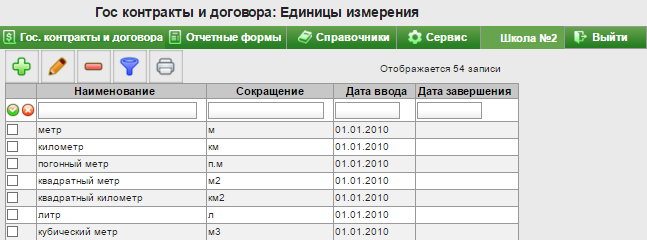 Гос контракты и договора: Единицы измерения
Гос. контракты и договора Отчетные формы Справочники Сервис Школа №2 Выйти
Отображается 54 записи
Наименование Сокращение Дата ввода Дата завершения
метр м 01.01.2010
километр км 01.01.2010
погонный метр п.м 01.01.2010
квадратный метр м2 01.01.2010
квадратный километр км2 01.01.2010
литр л 01.01.2010
кубический метр м3 01.01.2010